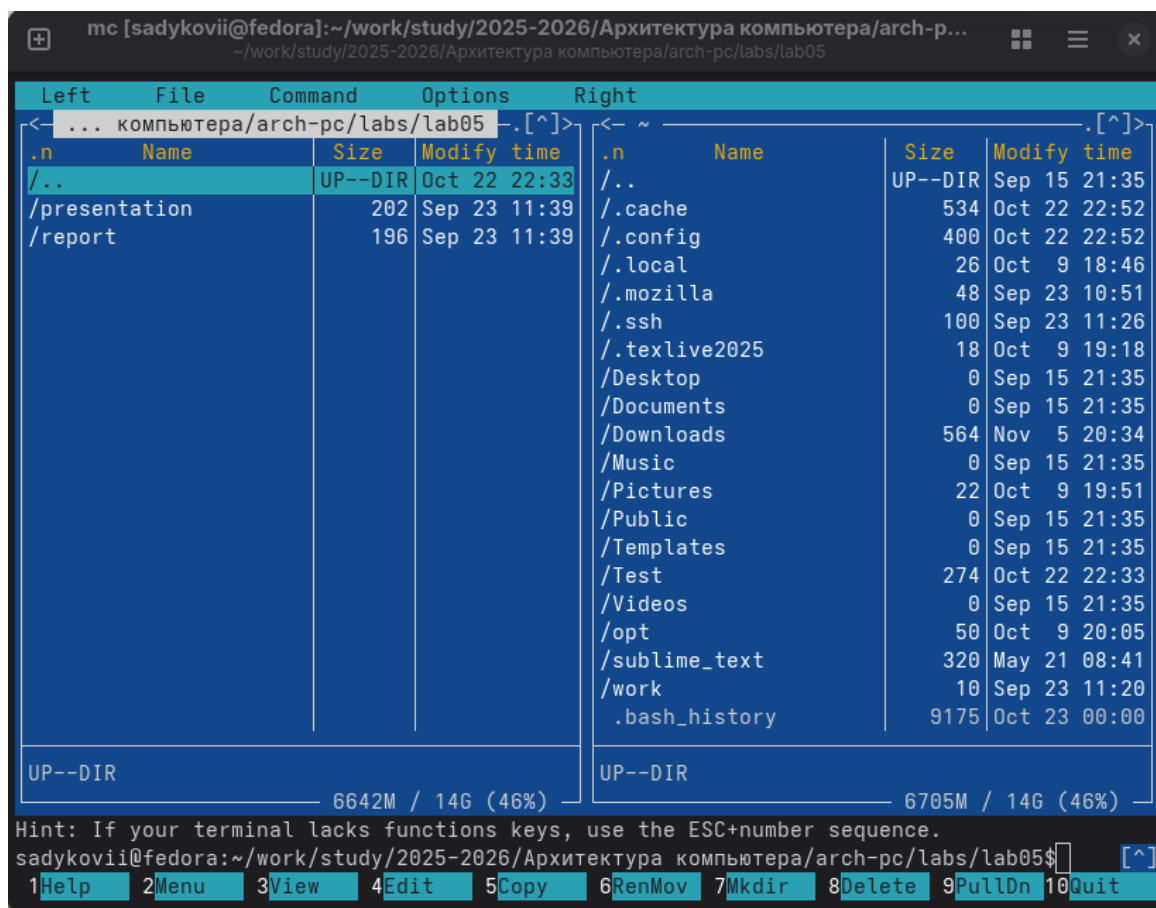 mc [sadykovii@fedora]:~/work/study/2025-2026/Архитектура компьютера/arch-p...
~/work/study/2025-2026/Архитектура компьютера/arch-pc/labs/lab05
Left File Command Options Right
<- ... компьютера/arch-pc/labs/lab05 -.[^]>
.n Name Size Modify time
/.. UP--DIR Oct 22 22:33
/presentation 202 Sep 23 11:39
/report 196 Sep 23 11:39
UP--DIR
6642M / 14G (46%)
<- ~ .[^]>
.n Name Size Modify time
/.. UP--DIR Sep 15 21:35
/.cache 534 Oct 22 22:52
/.config 400 Oct 22 22:52
/.local 26 Oct 9 18:46
/.mozilla 48 Sep 23 10:51
/.ssh 100 Sep 23 11:26
/.texlive2025 18 Oct 9 19:18
/Desktop 0 Sep 15 21:35
/Documents 0 Sep 15 21:35
/Downloads 564 Nov 5 20:34
/Music 0 Sep 15 21:35
/Pictures 22 Oct 9 19:51
/Public 0 Sep 15 21:35
/Templates 0 Sep 15 21:35
/Test 274 Oct 22 22:33
/Videos 0 Sep 15 21:35
/opt 50 Oct 9 20:05
/sublime_text 320 May 21 08:41
/work 10 Sep 23 11:20
.bash_history 9175 Oct 23 00:00
UP--DIR
6705M / 14G (46%)
Hint: If your terminal lacks functions keys, use the ESC+number sequence.
sadykovii@fedora:~/work/study/2025-2026/Архитектура компьютера/arch-pc/labs/lab05$ [^]
1Help 2Menu 3View 4Edit 5Copy 6RenMov 7Mkdir 8Delete 9PullDn 10Quit